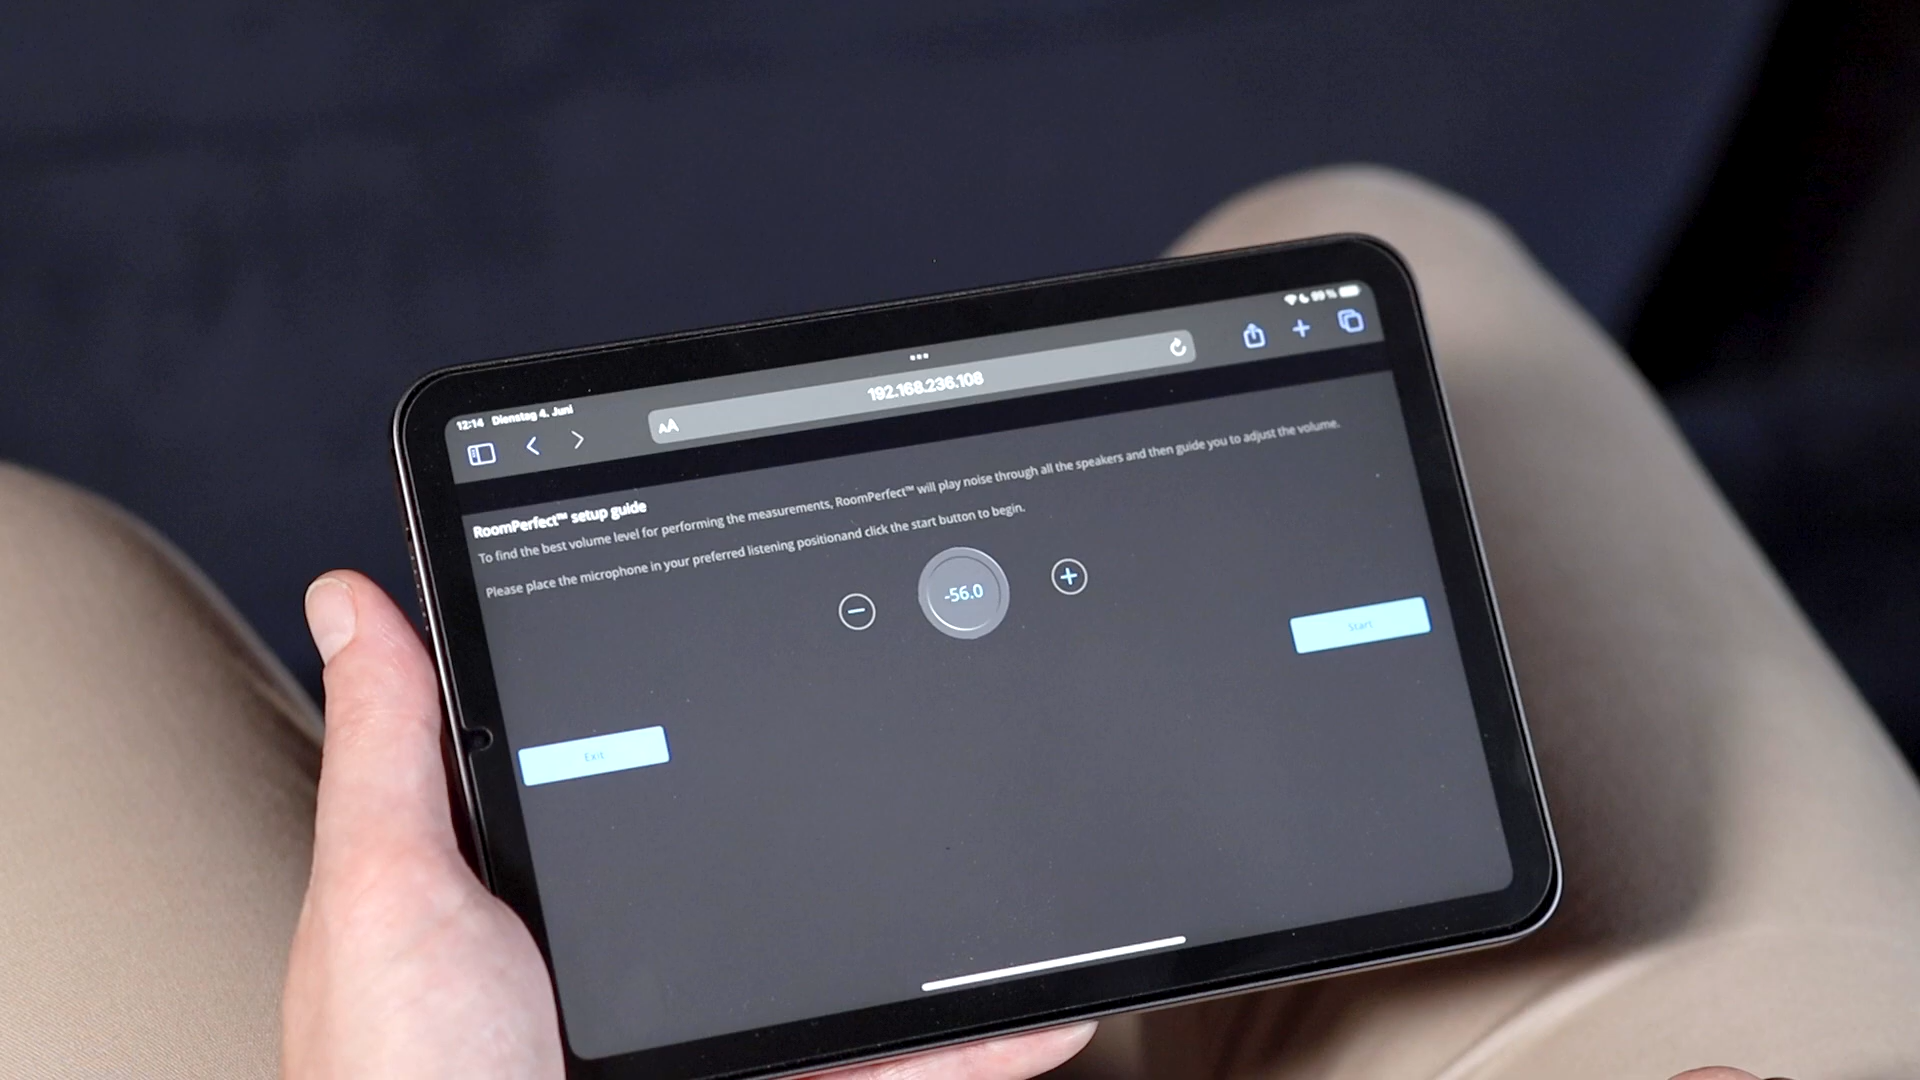 12:14 Dienstag 4. Juni
89 %
AA 192.168.236.108
RoomPerfect™ setup guide
To find the best volume level for performing the measurements, RoomPerfect™ will play noise through all the speakers and then guide you to adjust the volume.
Please place the microphone in your preferred listening positionand click the start button to begin.
-56.0
Start
Exit